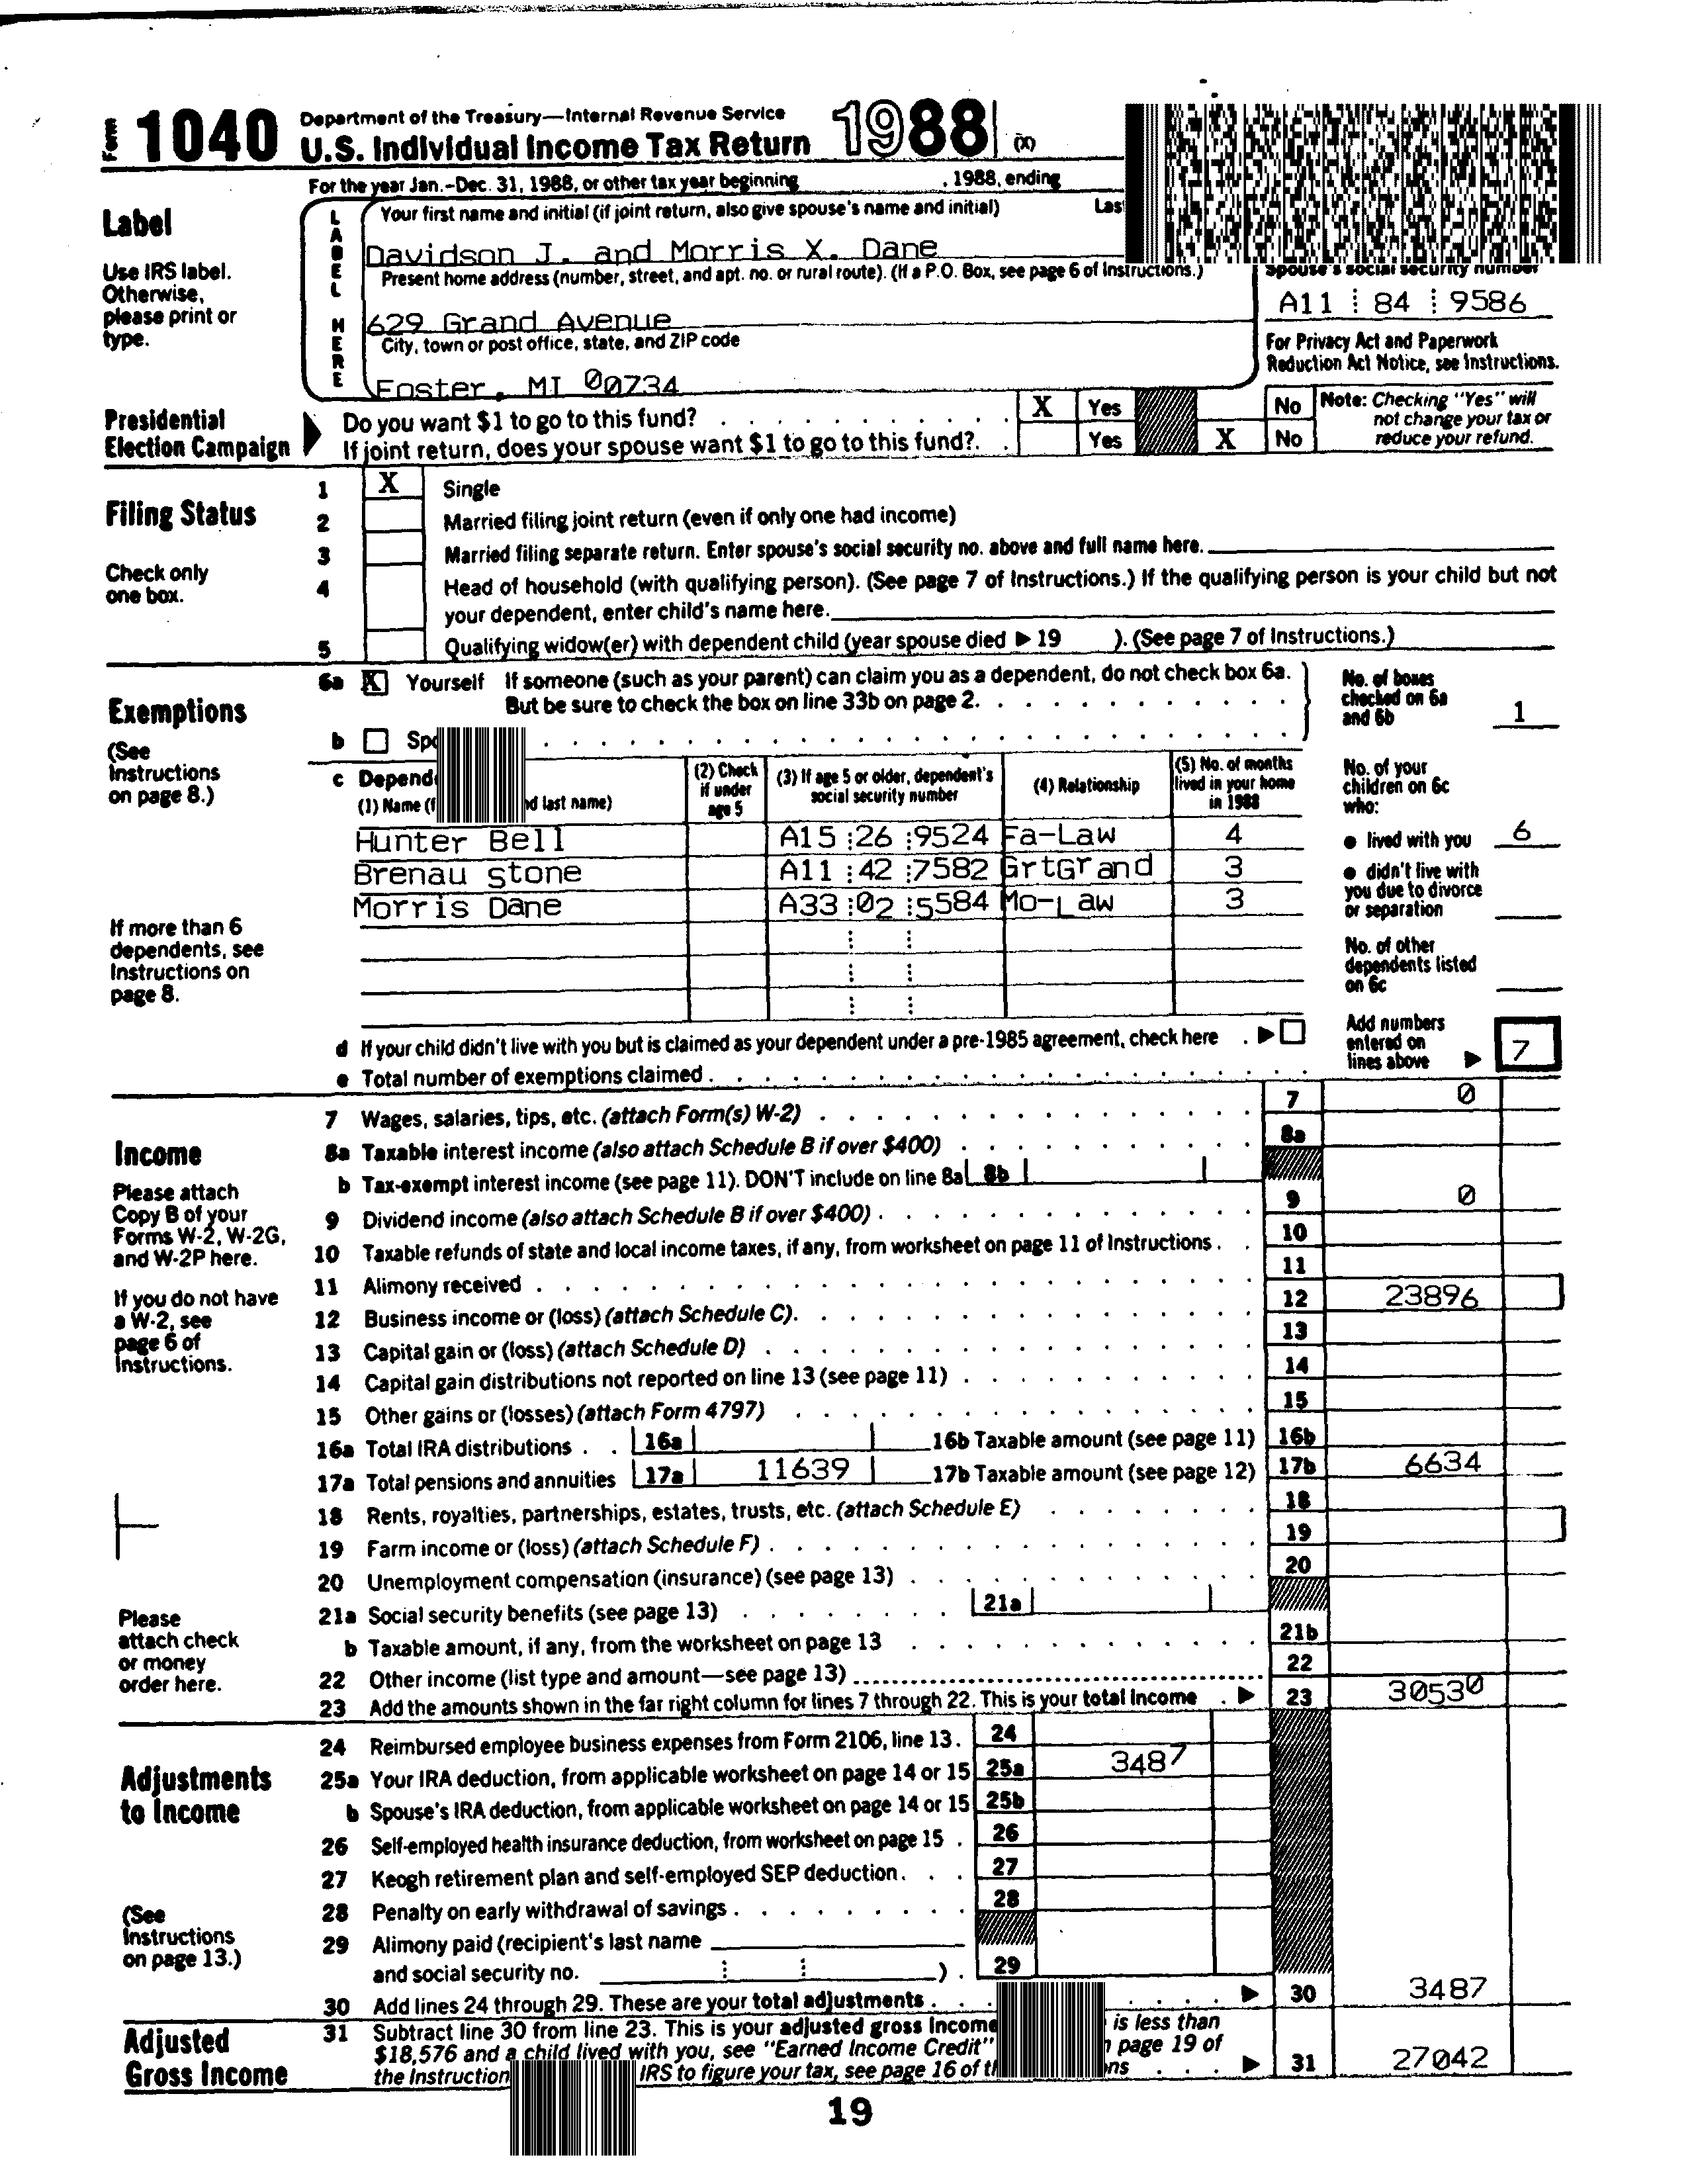 Form 1040 Department of the Treasury—Internal Revenue Service
U.S. Individual Income Tax Return 1988 (X)
For the year Jan.-Dec. 31, 1988, or other tax year beginning , 1988, ending
Label
Use IRS label.
Otherwise,
please print or
type.
LABEL HERE
Your first name and initial (if joint return, also give spouse's name and initial) Las
Davidson J. and Morris X. Dane
Present home address (number, street, and apt. no. or rural route). (If a P.O. Box, see page 6 of Instructions.)
629 Grand Avenue
City, town or post office, state, and ZIP code
Foster, MI 00734
Spouse's social security number
A11 84 9586
For Privacy Act and Paperwork
Reduction Act Notice, see Instructions.
Presidential
Election Campaign
Do you want $1 to go to this fund? X Yes No
If joint return, does your spouse want $1 to go to this fund?. Yes X No
Note: Checking "Yes" will
not change your tax or
reduce your refund.
Filing Status
Check only
one box.
1 X Single
2 Married filing joint return (even if only one had income)
3 Married filing separate return. Enter spouse's social security no. above and full name here.
4 Head of household (with qualifying person). (See page 7 of Instructions.) If the qualifying person is your child but not
your dependent, enter child's name here.
5 Qualifying widow(er) with dependent child (year spouse died ▶ 19 ). (See page 7 of Instructions.)
Exemptions
(See
Instructions
on page 8.)
6a X Yourself If someone (such as your parent) can claim you as a dependent, do not check box 6a.
But be sure to check the box on line 33b on page 2.
No. of boxes
checked on 6a
and 6b 1
b Spo
c Depend
(1) Name (f d last name)
(2) Check
if under
age 5
(3) If age 5 or older, dependent's
social security number
(4) Relationship
(5) No. of months
lived in your home
in 1988
Hunter Bell A15 26 9524 Fa-Law 4
Brenau stone A11 42 7582 GrtGrand 3
Morris Dane A33 02 5584 Mo-Law 3
No. of your
children on 6c
who:
● lived with you 6
● didn't live with
you due to divorce
or separation
No. of other
dependents listed
on 6c
If more than 6
dependents, see
Instructions on
page 8.
d If your child didn't live with you but is claimed as your dependent under a pre-1985 agreement, check here ▶
e Total number of exemptions claimed
Add numbers
entered on
lines above ▶ 7
Income
Please attach
Copy B of your
Forms W-2, W-2G,
and W-2P here.
If you do not have
a W-2, see
page 6 of
Instructions.
7 Wages, salaries, tips, etc. (attach Form(s) W-2) 7 0
8a Taxable interest income (also attach Schedule B if over $400) 8a
b Tax-exempt interest income (see page 11). DON'T include on line 8a 8b
9 Dividend income (also attach Schedule B if over $400) 9 0
10 Taxable refunds of state and local income taxes, if any, from worksheet on page 11 of Instructions 10
11 Alimony received 11
12 Business income or (loss) (attach Schedule C) 12 23896
13 Capital gain or (loss) (attach Schedule D) 13
14 Capital gain distributions not reported on line 13 (see page 11) 14
15 Other gains or (losses) (attach Form 4797) 15
16a Total IRA distributions 16a 16b Taxable amount (see page 11) 16b
17a Total pensions and annuities 17a 11639 17b Taxable amount (see page 12) 17b 6634
18 Rents, royalties, partnerships, estates, trusts, etc. (attach Schedule E) 18
19 Farm income or (loss) (attach Schedule F) 19
20 Unemployment compensation (insurance) (see page 13) 20
21a Social security benefits (see page 13) 21a
b Taxable amount, if any, from the worksheet on page 13 21b
22 Other income (list type and amount—see page 13) 22
23 Add the amounts shown in the far right column for lines 7 through 22. This is your total income ▶ 23 30530
Please
attach check
or money
order here.
Adjustments
to Income
(See
Instructions
on page 13.)
24 Reimbursed employee business expenses from Form 2106, line 13 24
25a Your IRA deduction, from applicable worksheet on page 14 or 15 25a 3487
b Spouse's IRA deduction, from applicable worksheet on page 14 or 15 25b
26 Self-employed health insurance deduction, from worksheet on page 15 26
27 Keogh retirement plan and self-employed SEP deduction 27
28 Penalty on early withdrawal of savings 28
29 Alimony paid (recipient's last name
and social security no. ) 29
30 Add lines 24 through 29. These are your total adjustments ▶ 30 3487
Adjusted
Gross Income
31 Subtract line 30 from line 23. This is your adjusted gross income is less than
$18,576 and a child lived with you, see "Earned Income Credit" page 19 of
the Instruction IRS to figure your tax, see page 16 of th ns ▶ 31 27042
19